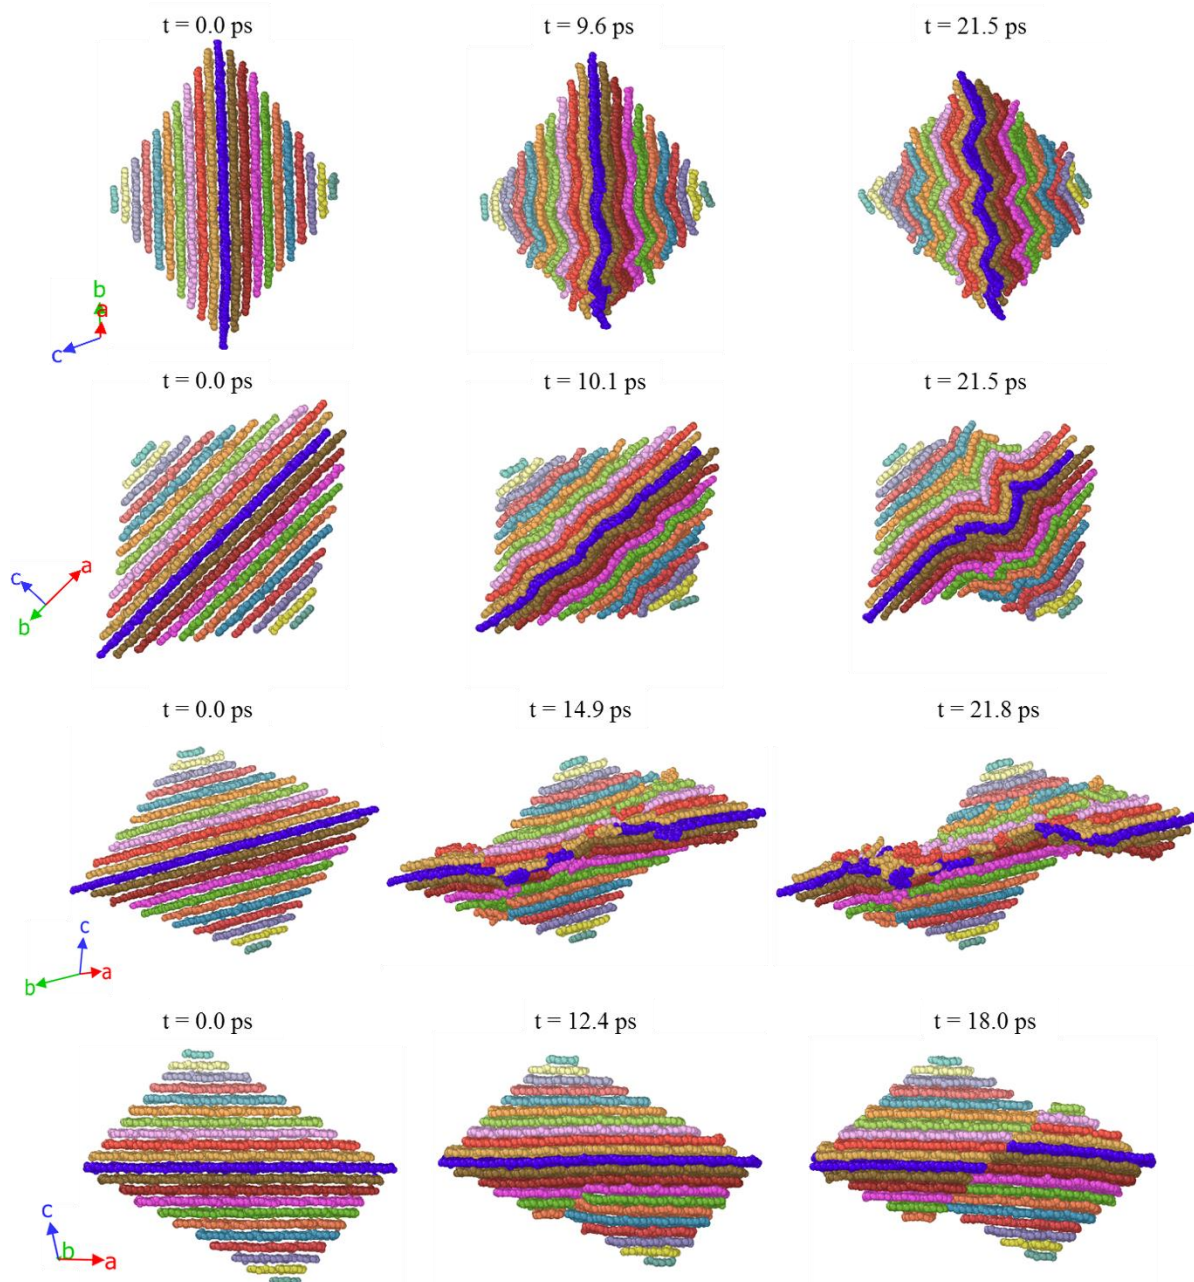 t = 0.0 ps t = 9.6 ps t = 21.5 ps
b
a
c
t = 0.0 ps t = 10.1 ps t = 21.5 ps
c
a
b
t = 0.0 ps t = 14.9 ps t = 21.8 ps
c
b a
t = 0.0 ps t = 12.4 ps t = 18.0 ps
c
b
a